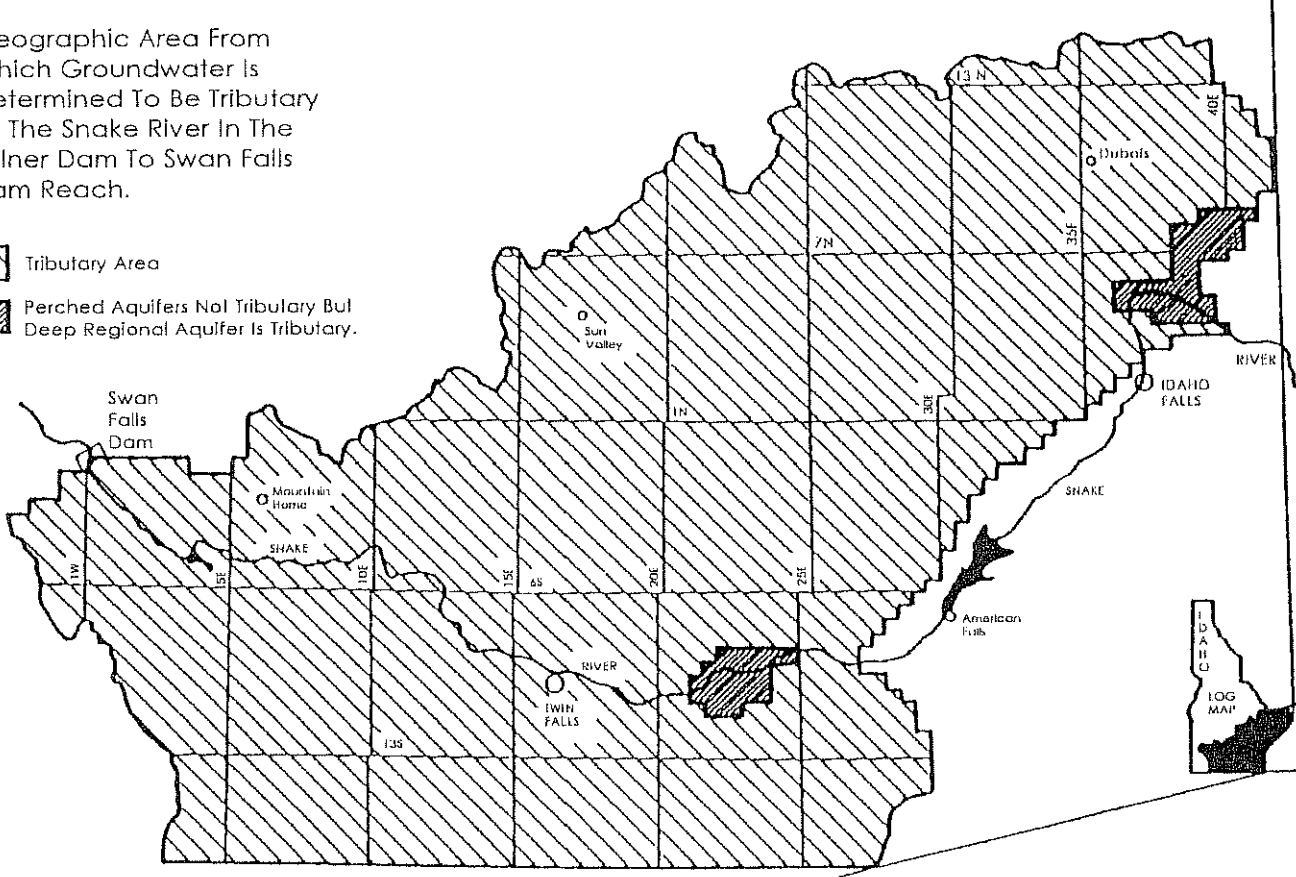 eographic Area From
hich Groundwater Is
etermined To Be Tributary
The Snake River In The
lner Dam To Swan Falls
am Reach.
Tributary Area
Perched Aquifers Not Tributary But
Deep Regional Aquifer Is Tributary.
13 N
40E
Dubois
35E
7N
Sun
Valley
RIVER
IDAHO
FALLS
Swan
Falls
Dam
1N
30E
Mountain
Home
SNAKE
SNAKE
1W
5E
10E
15E
6S
20E
25E
American
Falls
RIVER
TWIN
FALLS
13S
IDAHO
LOG
MAP